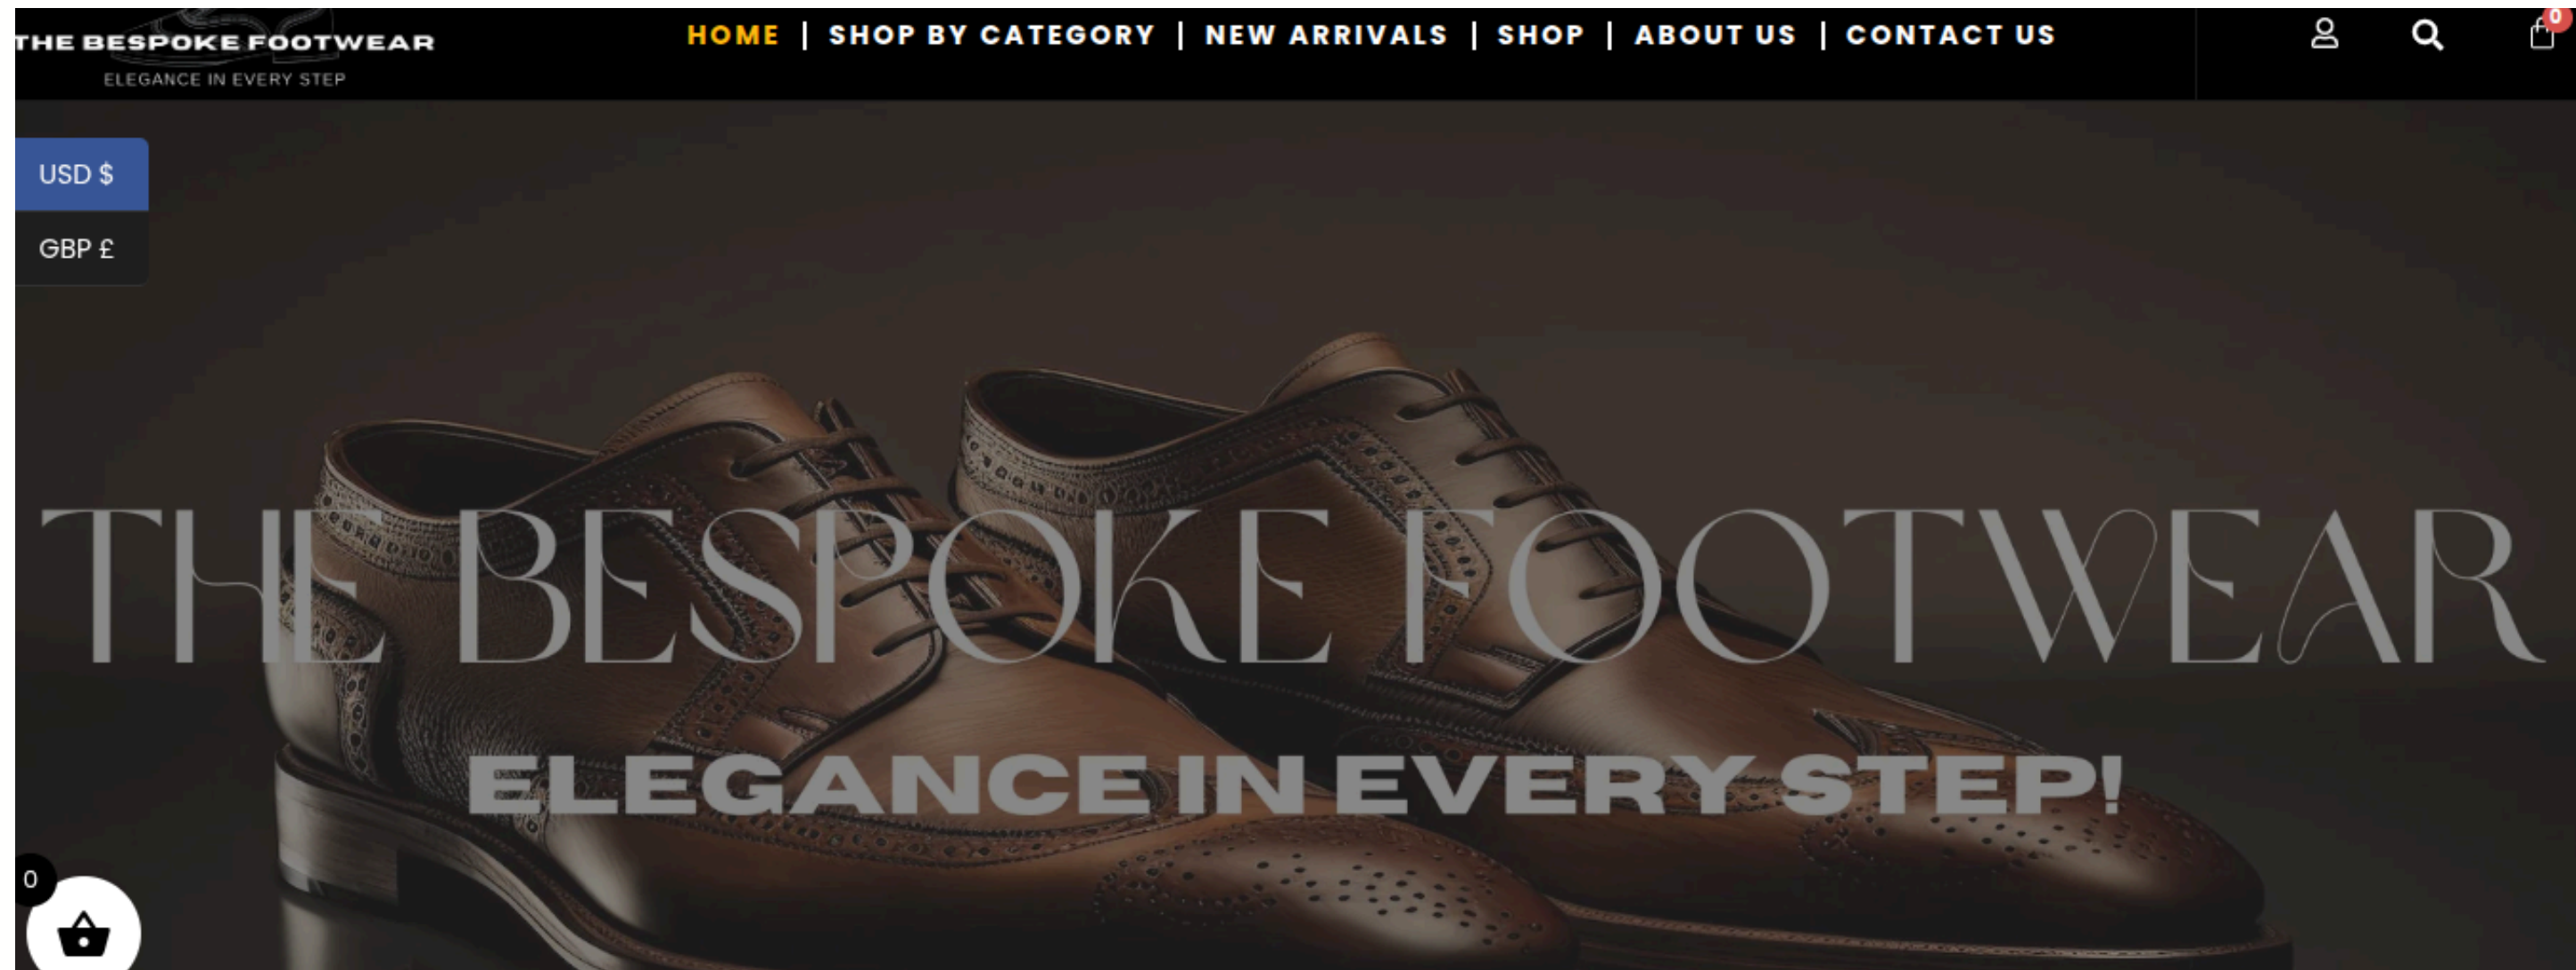 THE BESPOKE FOOTWEAR
ELEGANCE IN EVERY STEP
HOME | SHOP BY CATEGORY | NEW ARRIVALS | SHOP | ABOUT US | CONTACT US
0
USD $
GBP £
THE BESPOKE FOOTWEAR
ELEGANCE IN EVERY STEP!
0